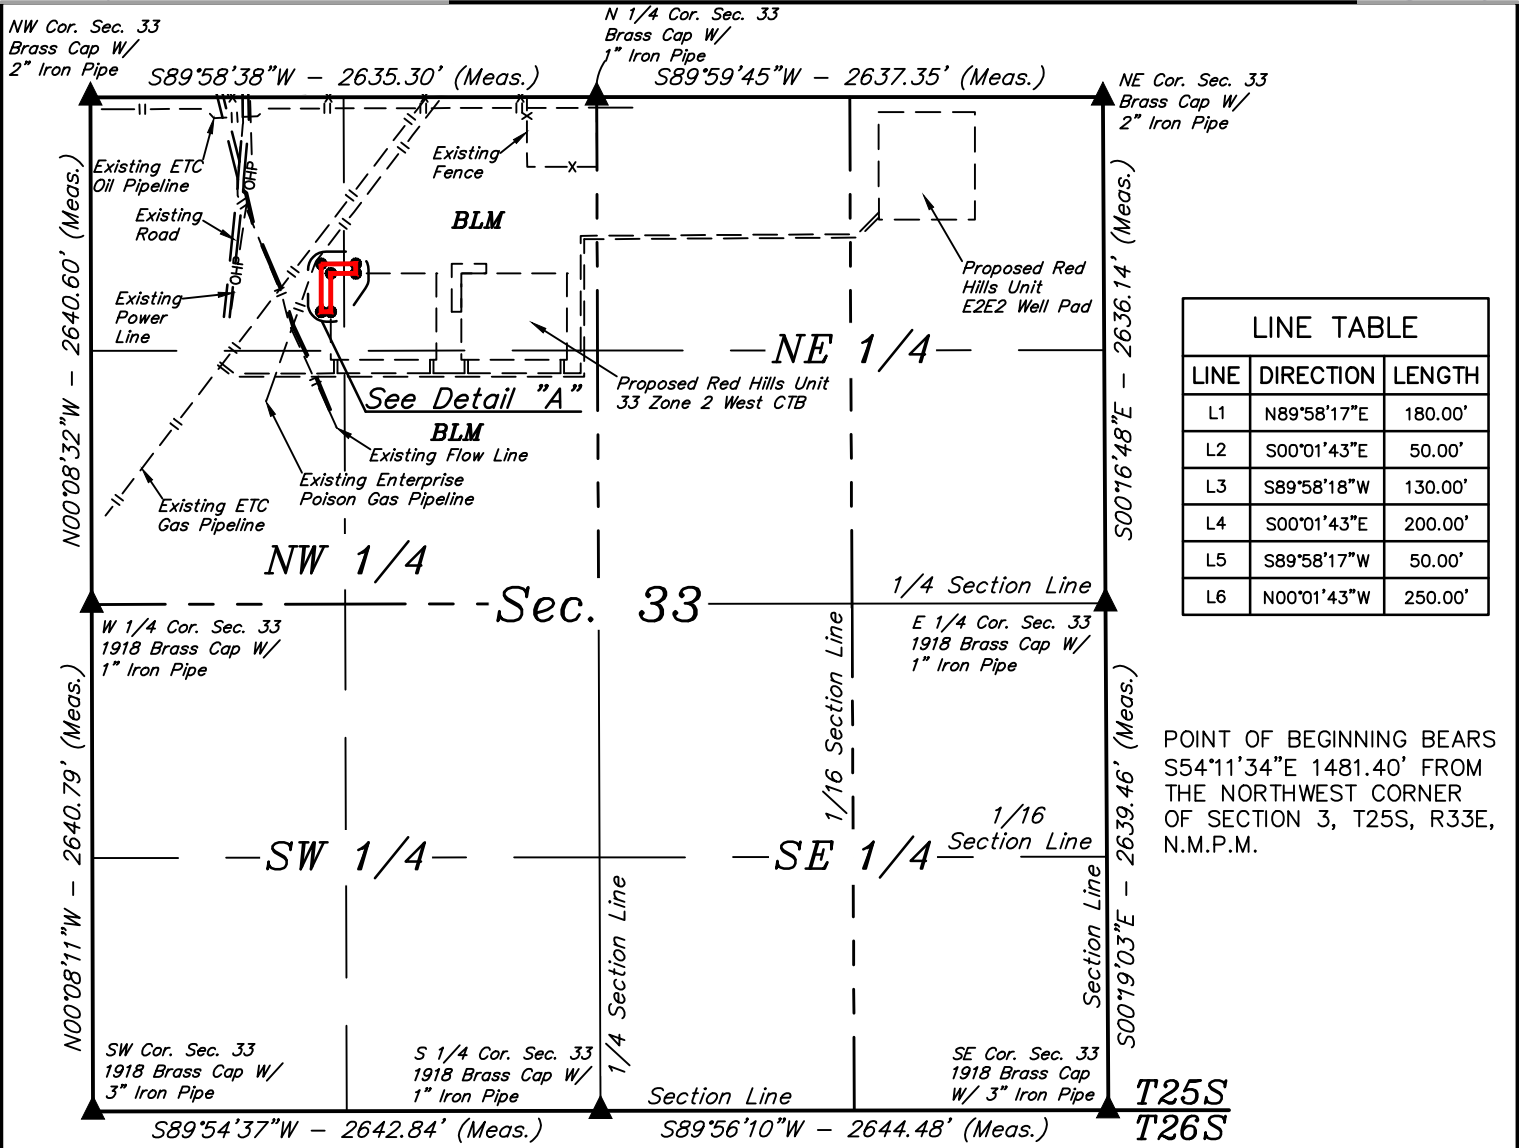 NW Cor. Sec. 33
Brass Cap W/
2" Iron Pipe
S89°58'38"W - 2635.30' (Meas.)
N 1/4 Cor. Sec. 33
Brass Cap W/
1" Iron Pipe
S89°59'45"W - 2637.35' (Meas.)
NE Cor. Sec. 33
Brass Cap W/
2" Iron Pipe
Existing ETC
Oil Pipeline
OHP
Existing
Fence
Existing
Road
BLM
OHP
Existing
Power
Line
Proposed Red
Hills Unit
E2E2 Well Pad
N00°08'32"W - 2640.60' (Meas.)
S00°16'48"E - 2636.14' (Meas.)
NE 1/4
Proposed Red Hills Unit
33 Zone 2 West CTB
See Detail "A"
BLM
Existing Flow Line
Existing Enterprise
Poison Gas Pipeline
Existing ETC
Gas Pipeline
NW 1/4
LINE TABLE
LINE DIRECTION LENGTH
L1 N89°58'17"E 180.00'
L2 S00°01'43"E 50.00'
L3 S89°58'18"W 130.00'
L4 S00°01'43"E 200.00'
L5 S89°58'17"W 50.00'
L6 N00°01'43"W 250.00'
Sec. 33
1/4 Section Line
W 1/4 Cor. Sec. 33
1918 Brass Cap W/
1" Iron Pipe
E 1/4 Cor. Sec. 33
1918 Brass Cap W/
1" Iron Pipe
1/16 Section Line
N00°08'11"W - 2640.79' (Meas.)
S00°19'03"E - 2639.46' (Meas.)
POINT OF BEGINNING BEARS
S54°11'34"E 1481.40' FROM
THE NORTHWEST CORNER
OF SECTION 3, T25S, R33E,
N.M.P.M.
SW 1/4
SE 1/4
1/16
Section Line
1/4 Section Line
Section Line
SW Cor. Sec. 33
1918 Brass Cap W/
3" Iron Pipe
S 1/4 Cor. Sec. 33
1918 Brass Cap W/
1" Iron Pipe
Section Line
SE Cor. Sec. 33
1918 Brass Cap
W/ 3" Iron Pipe
S89°54'37"W - 2642.84' (Meas.)
S89°56'10"W - 2644.48' (Meas.)
T25S
T26S